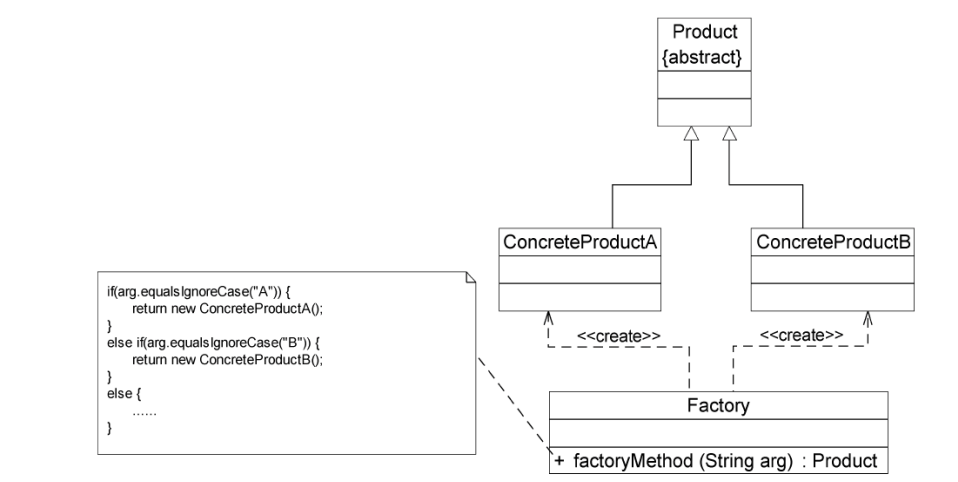 Product
{abstract}
ConcreteProductA
ConcreteProductB
if(arg.equalsIgnoreCase("A")) {
return new ConcreteProductA();
}
else if(arg.equalsIgnoreCase("B")) {
return new ConcreteProductB();
}
else {
......
}
<<create>>
<<create>>
Factory
+ factoryMethod (String arg) : Product